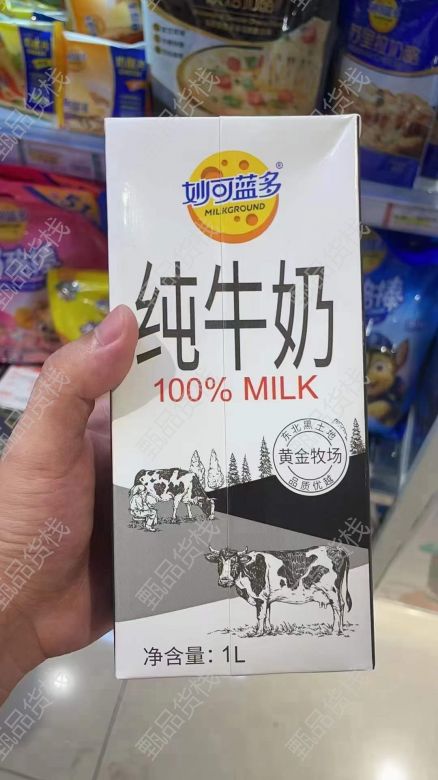 妙可蓝多®
MILKGROUND
纯牛奶
100% MILK
东北黑土地
黄金牧场
品质优越
净含量：1L
甄品货栈